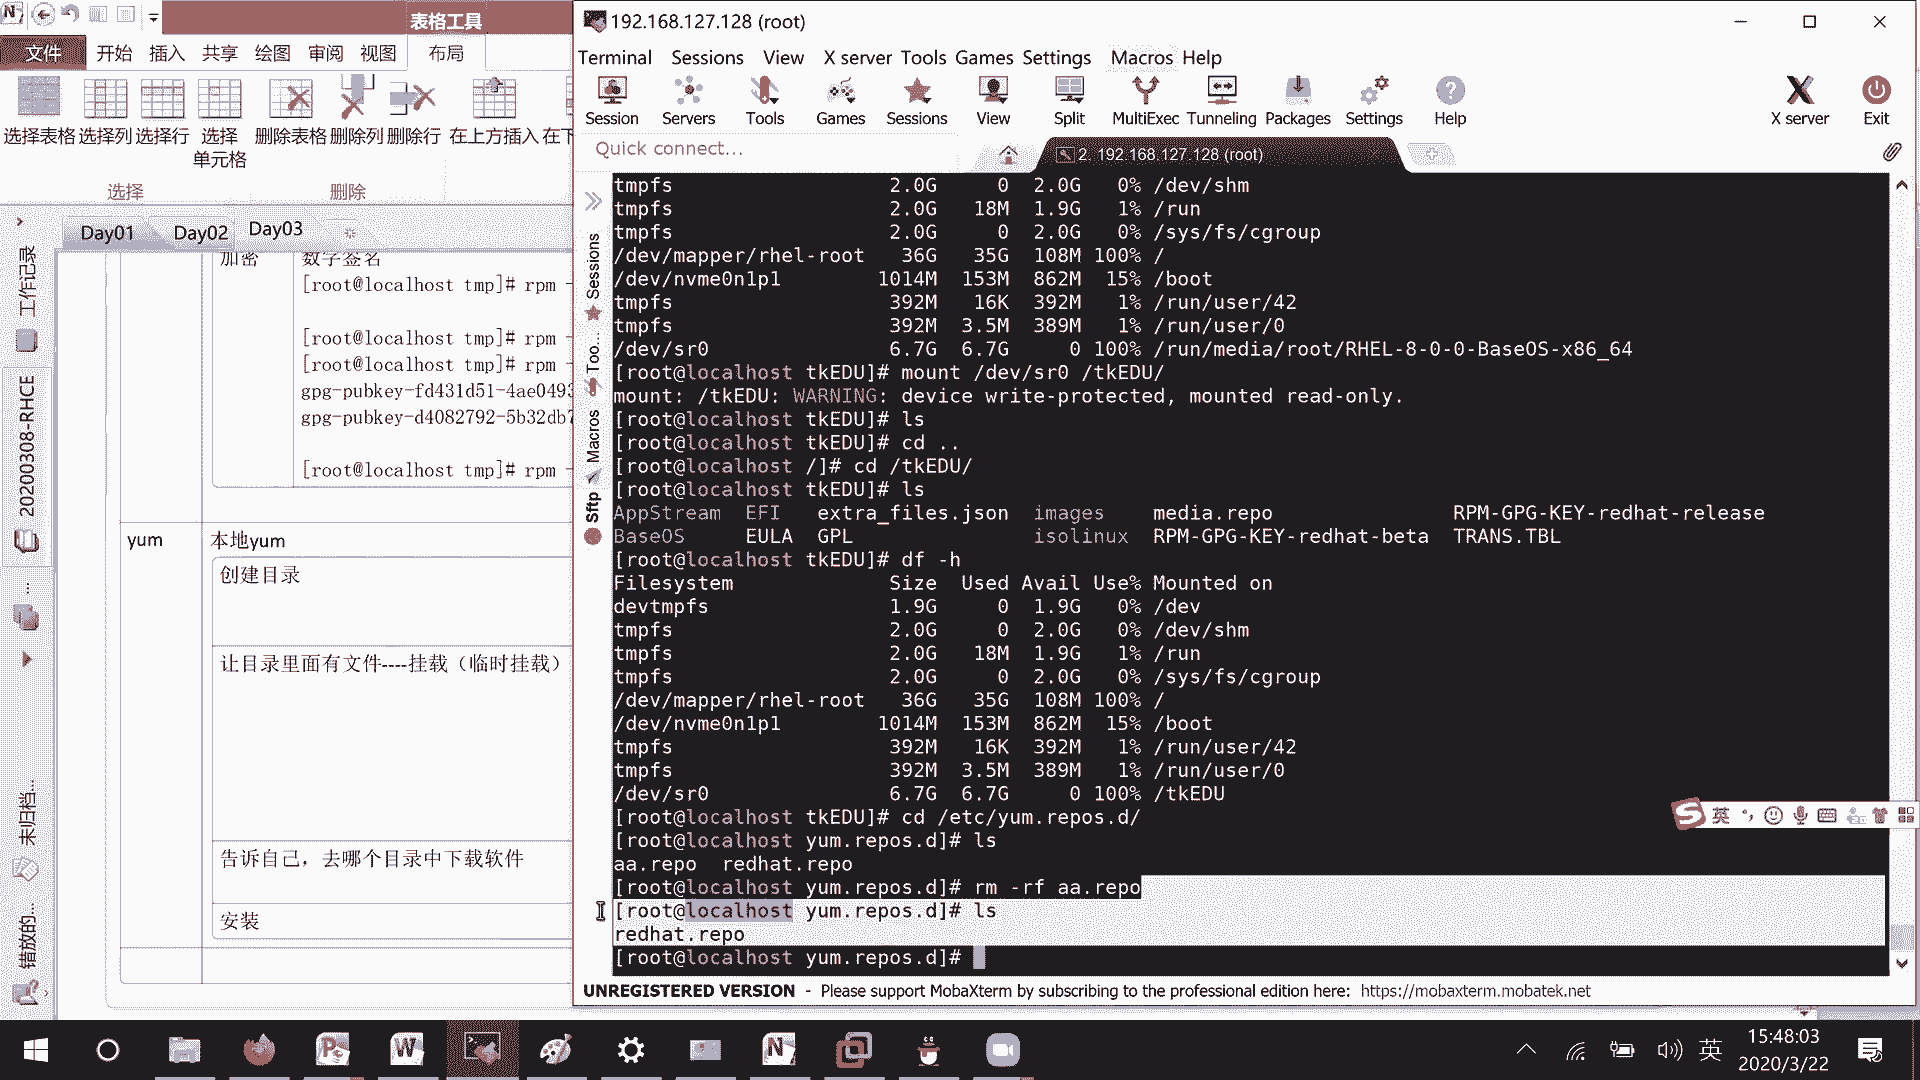 表格工具
文件 开始 插入 共享 绘图 审阅 视图 布局
选择表格 选择列 选择行 选择单元格 删除表格 删除列 删除行 在上方插入 在下
选择 删除
Day01 Day02 Day03
工作记录
20200308-RHCE
未归档...
错放的...
加密 数字签名
[root@localhost tmp]# rpm -
[root@localhost tmp]# rpm -
[root@localhost tmp]# rpm -
gpg-pubkey-fd431d51-4ae0493
gpg-pubkey-d4082792-5b32db7
[root@localhost tmp]# rpm -
yum 本地yum
创建目录
让目录里面有文件----挂载（临时挂载）
告诉自己，去哪个目录中下载软件
安装
192.168.127.128 (root)
Terminal Sessions View X server Tools Games Settings Macros Help
Session Servers Tools Games Sessions View Split MultiExec Tunneling Packages Settings Help X server Exit
Quick connect...
2. 192.168.127.128 (root)
Sessions
Too...
Macros
Sftp
tmpfs 2.0G 0 2.0G 0% /dev/shm
tmpfs 2.0G 18M 1.9G 1% /run
tmpfs 2.0G 0 2.0G 0% /sys/fs/cgroup
/dev/mapper/rhel-root 36G 35G 108M 100% /
/dev/nvme0n1p1 1014M 153M 862M 15% /boot
tmpfs 392M 16K 392M 1% /run/user/42
tmpfs 392M 3.5M 389M 1% /run/user/0
/dev/sr0 6.7G 6.7G 0 100% /run/media/root/RHEL-8-0-0-BaseOS-x86_64
[root@localhost tkEDU]# mount /dev/sr0 /tkEDU/
mount: /tkEDU: WARNING: device write-protected, mounted read-only.
[root@localhost tkEDU]# ls
[root@localhost tkEDU]# cd ..
[root@localhost /]# cd /tkEDU/
[root@localhost tkEDU]# ls
AppStream EFI extra_files.json images media.repo RPM-GPG-KEY-redhat-release
BaseOS EULA GPL isolinux RPM-GPG-KEY-redhat-beta TRANS.TBL
[root@localhost tkEDU]# df -h
Filesystem Size Used Avail Use% Mounted on
devtmpfs 1.9G 0 1.9G 0% /dev
tmpfs 2.0G 0 2.0G 0% /dev/shm
tmpfs 2.0G 18M 1.9G 1% /run
tmpfs 2.0G 0 2.0G 0% /sys/fs/cgroup
/dev/mapper/rhel-root 36G 35G 108M 100% /
/dev/nvme0n1p1 1014M 153M 862M 15% /boot
tmpfs 392M 16K 392M 1% /run/user/42
tmpfs 392M 3.5M 389M 1% /run/user/0
/dev/sr0 6.7G 6.7G 0 100% /tkEDU
[root@localhost tkEDU]# cd /etc/yum.repos.d/
[root@localhost yum.repos.d]# ls
aa.repo redhat.repo
[root@localhost yum.repos.d]# rm -rf aa.repo
[root@localhost yum.repos.d]# ls
redhat.repo
[root@localhost yum.repos.d]#
英
UNREGISTERED VERSION - Please support MobaXterm by subscribing to the professional edition here: https://mobaxterm.mobatek.net
英
15:48:03
2020/3/22